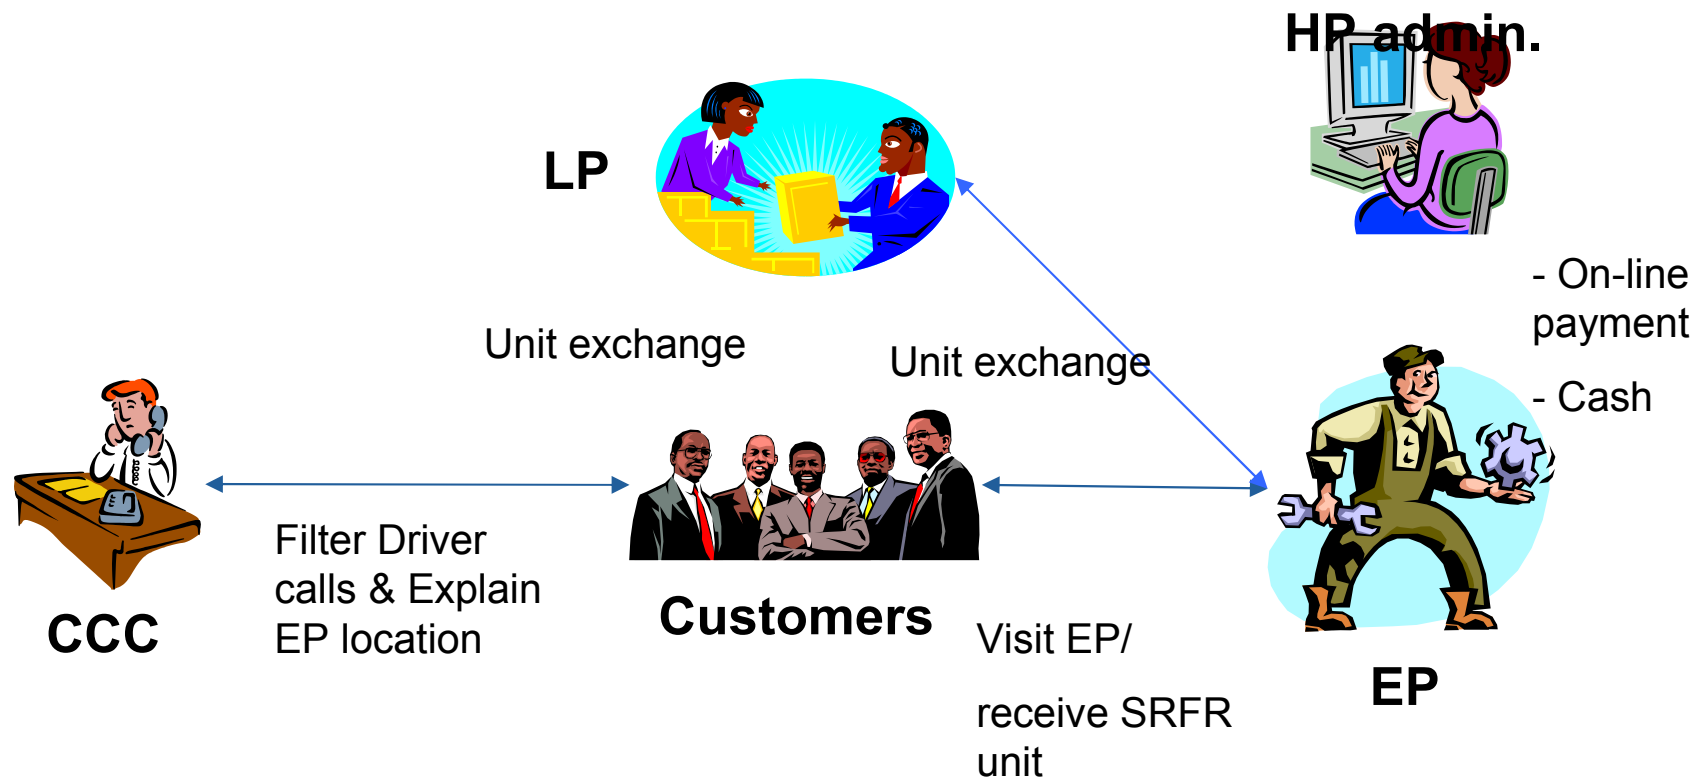 HP admin.
LP
- On-line
payment
Unit exchange
Unit exchange
- Cash
Filter Driver
calls & Explain
EP location
CCC
Customers
Visit EP/
receive SRFR
unit
EP